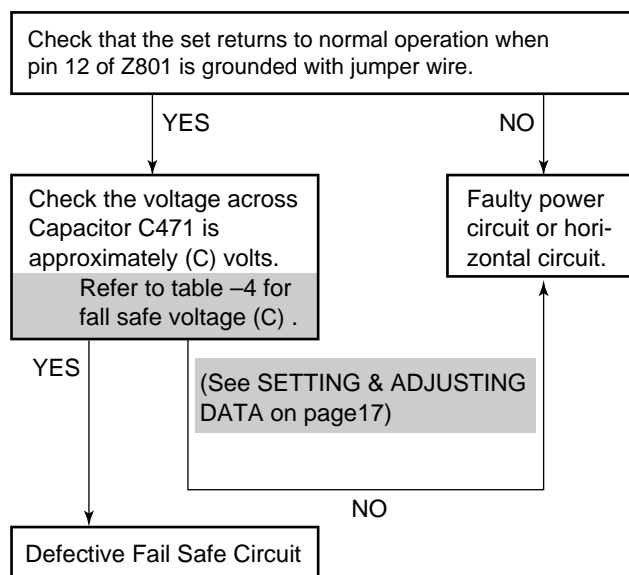 Check that the set returns to normal operation when
pin 12 of Z801 is grounded with jumper wire.
YES
NO
Check the voltage across
Capacitor C471 is
approximately (C) volts.
Refer to table –4 for
fall safe voltage (C) .
Faulty power
circuit or hori-
zontal circuit.
YES
(See SETTING & ADJUSTING
DATA on page17)
NO
Defective Fail Safe Circuit